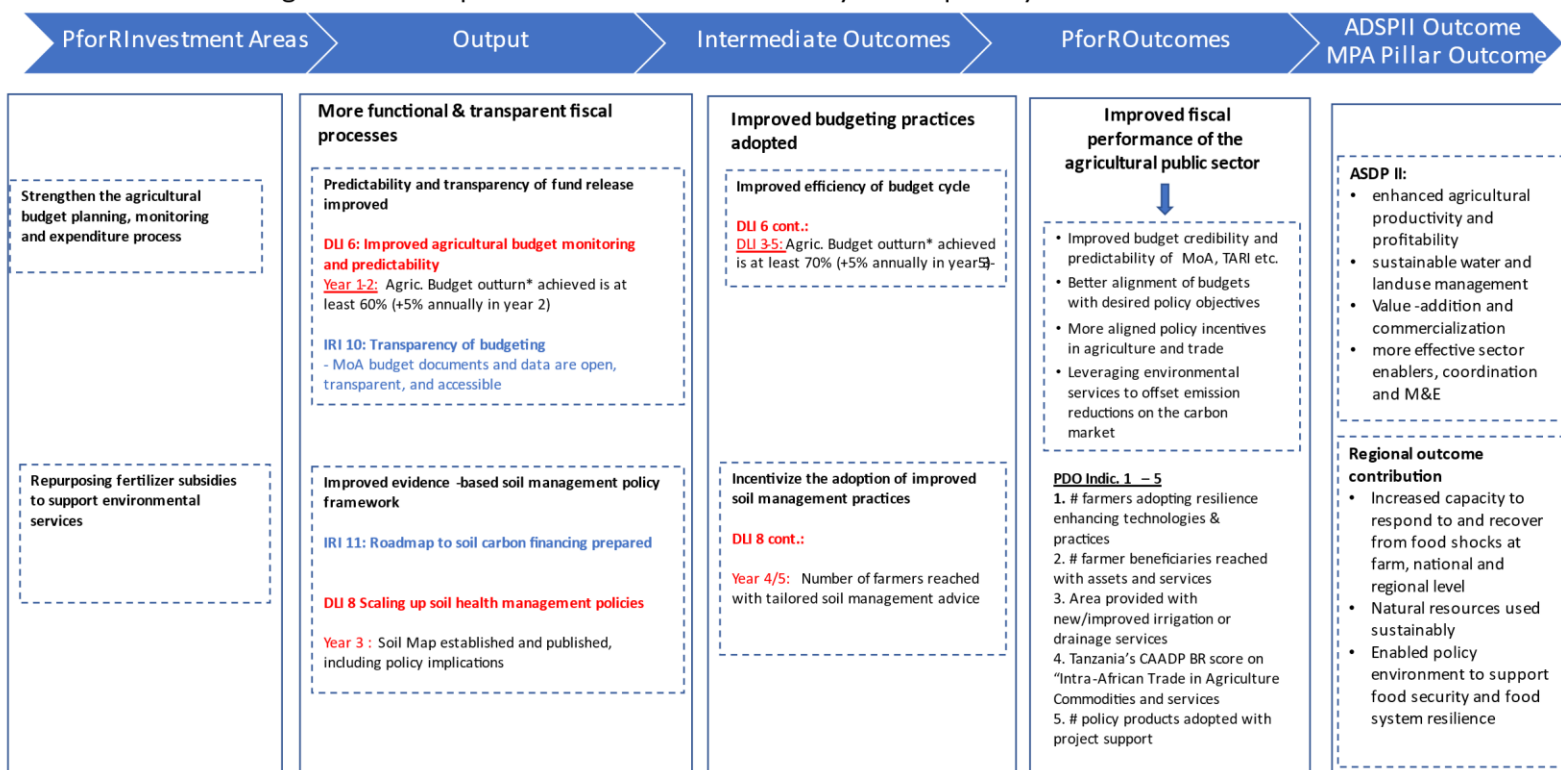 PforRInvestment Areas
Output
Intermediate Outcomes
PforROutcomes
ADSPII Outcome
MPA Pillar Outcome
Strengthen the agricultural
budget planning, monitoring
and expenditure process
Repurposing fertilizer subsidies
to support environmental
services
More functional & transparent fiscal
processes
Predictability and transparency of fund release
improved
DLI 6: Improved agricultural budget monitoring
and predictability
Year 1-2: Agric. Budget outturn* achieved is at
least 60% (+5% annually in year 2)
IRI 10: Transparency of budgeting
- MoA budget documents and data are open,
transparent, and accessible
Improved evidence -based soil management policy
framework
IRI 11: Roadmap to soil carbon financing prepared
DLI 8 Scaling up soil health management policies
Year 3 : Soil Map established and published,
including policy implications
Improved budgeting practices
adopted
Improved efficiency of budget cycle
DLI 6 cont.:
DLI 3-5: Agric. Budget outturn* achieved
is at least 70% (+5% annually in year
Incentivize the adoption of improved
soil management practices
DLI 8 cont.:
Year 4/5: Number of farmers reached
with tailored soil management advice
Improved fiscal
performance of the
agricultural public sector
• Improved budget credibility and
predictability of MoA, TARI etc.
• Better alignment of budgets
with desired policy objectives
• More aligned policy incentives
in agriculture and trade
• Leveraging environmental
services to offset emission
reductions on the carbon
market
PDO Indic. 1 – 5
1. # farmers adopting resilience
enhancing technologies &
practices
2. # farmer beneficiaries reached
with assets and services
3. Area provided with
new/improved irrigation or
drainage services
4. Tanzania's CAADP BR score on
"Intra-African Trade in Agriculture
Commodities and services
5. # policy products adopted with
project support
ASDP II:
• enhanced agricultural
productivity and
profitability
• sustainable water and
landuse management
• Value -addition and
commercialization
• more effective sector
enablers, coordination
and M&E
Regional outcome
contribution
• Increased capacity to
respond to and recover
from food shocks at
farm, national and
regional level
• Natural resources used
sustainably
• Enabled policy
environment to support
food security and food
system resilience